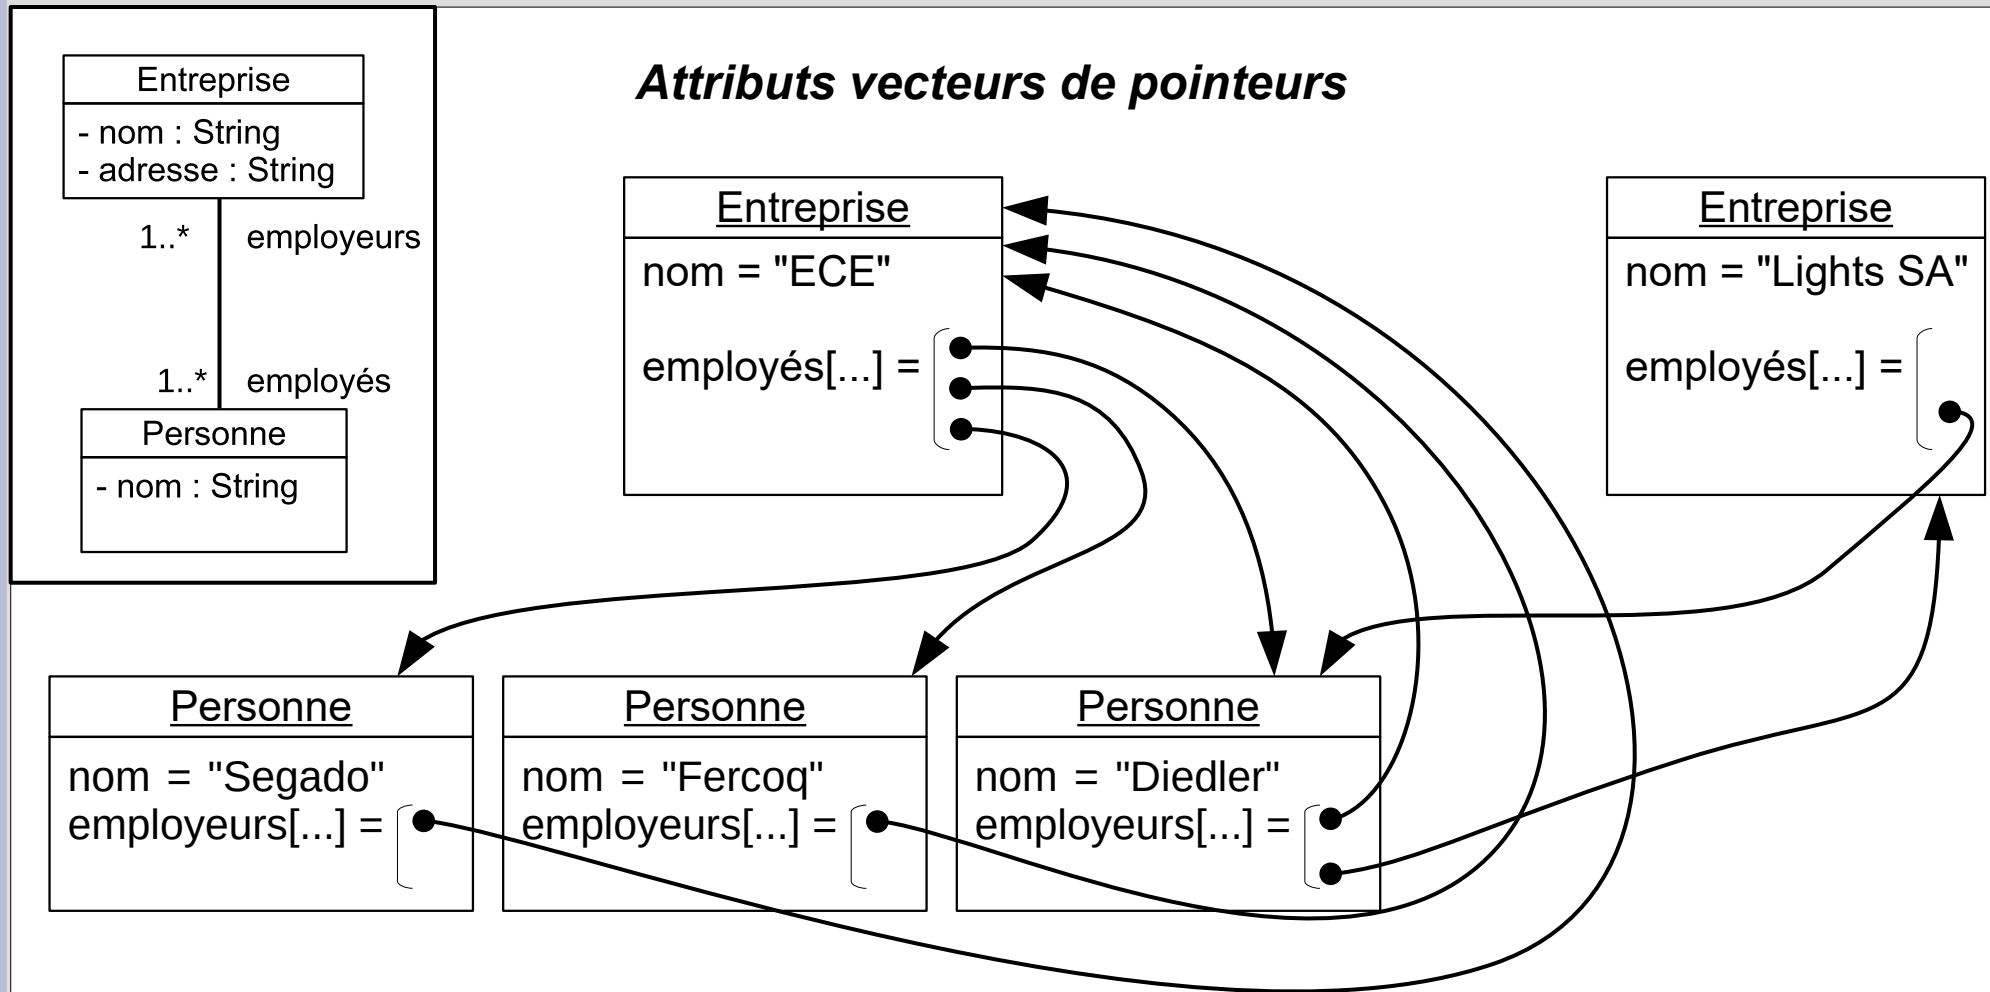 Entreprise
- nom : String
- adresse : String
1..* employeurs
1..* employés
Personne
- nom : String
Attributs vecteurs de pointeurs
Entreprise
nom = "ECE"
employés[...] =
Entreprise
nom = "Lights SA"
employés[...] =
Personne
nom = "Segado"
employeurs[...] =
Personne
nom = "Fercoq"
employeurs[...] =
Personne
nom = "Diedler"
employeurs[...] =